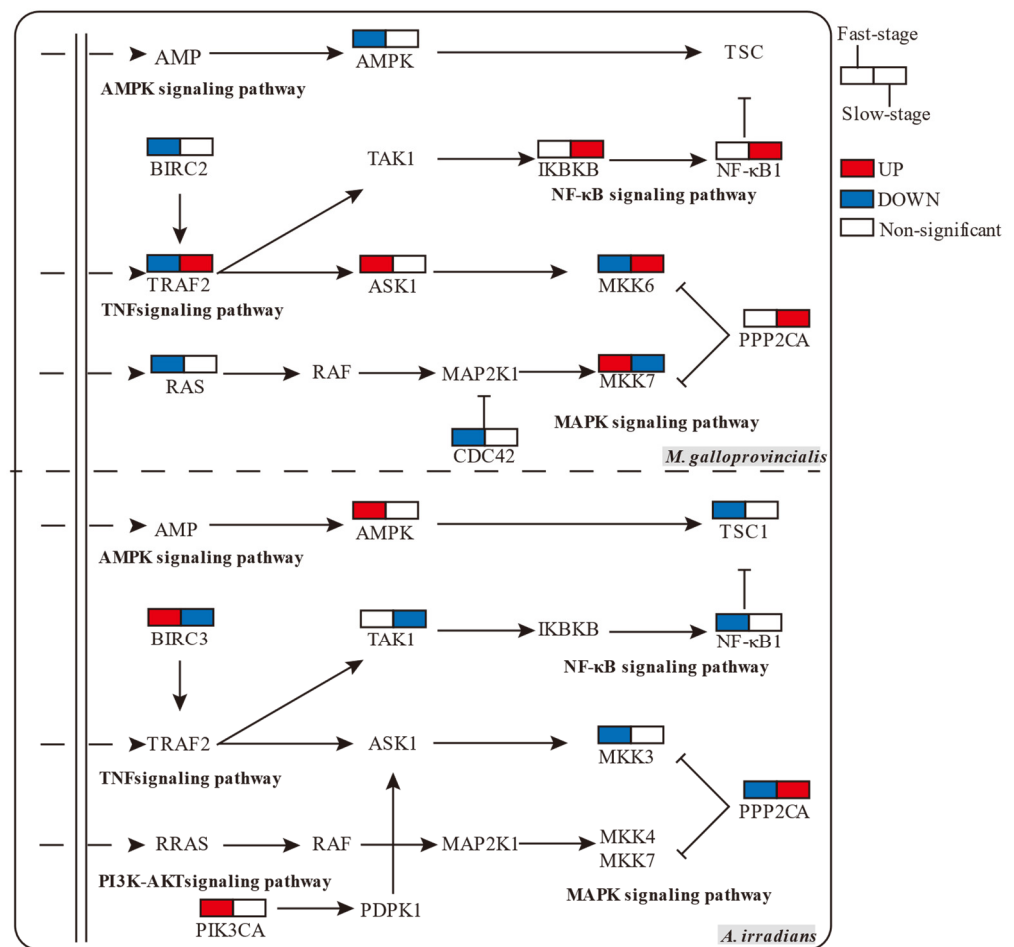 Fast-stage
Slow-stage
UP
DOWN
Non-significant
AMP
AMPK
TSC
AMPK signaling pathway
BIRC2
TAK1
IKBKB
NF-κB1
NF-κB signaling pathway
TRAF2
ASK1
MKK6
TNFsignaling pathway
PPP2CA
RAS
RAF
MAP2K1
MKK7
MAPK signaling pathway
CDC42
M. galloprovincialis
AMP
AMPK
TSC1
AMPK signaling pathway
BIRC3
TAK1
IKBKB
NF-κB1
NF-κB signaling pathway
TRAF2
ASK1
MKK3
TNFsignaling pathway
PPP2CA
RRAS
RAF
MAP2K1
MKK4
MKK7
PI3K-AKTsignaling pathway
MAPK signaling pathway
PIK3CA
PDPK1
A. irradians